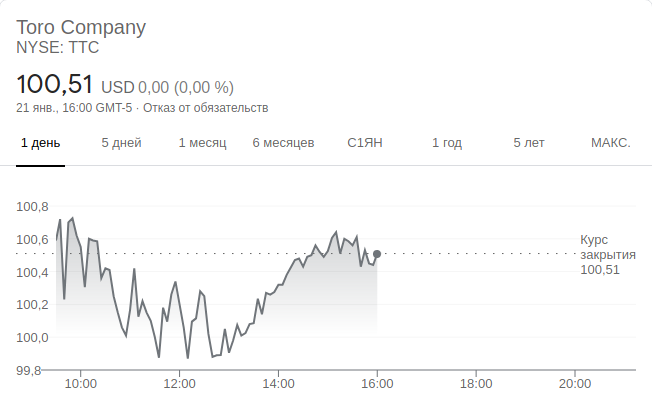 Toro Company
NYSE: TTC
100,51 USD 0,00 (0,00 %)
21 янв., 16:00 GMT-5 · Отказ от обязательств
1 день 5 дней 1 месяц 6 месяцев С1ЯН 1 год 5 лет МАКС.
100,8
100,6
100,4
100,2
100,0
99,8
Курс
закрытия
100,51
10:00 12:00 14:00 16:00 18:00 20:00